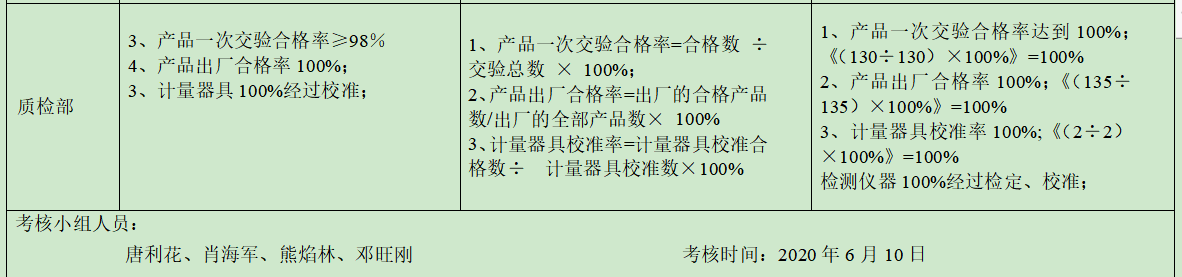 质检部
3、产品一次交验合格率≥98%
4、产品出厂合格率 100%；
3、计量器具 100%经过校准；
1、产品一次交验合格率=合格数 ÷
交验总数 × 100%；
2、产品出厂合格率=出厂的合格产品
数/出厂的全部产品数× 100%
3、计量器具校准率=计量器具校准合
格数÷ 计量器具校准数×100%
1、产品一次交验合格率达到 100%；
《（130÷130）×100%》=100%
2、产品出厂合格率 100%；《（135÷
135）×100%》=100%
3、计量器具校准率 100%;《（2÷2）
×100%》=100%
检测仪器 100%经过检定、校准；
考核小组人员：
唐利花、肖海军、熊焰林、邓旺刚 考核时间：2020 年 6 月 10 日